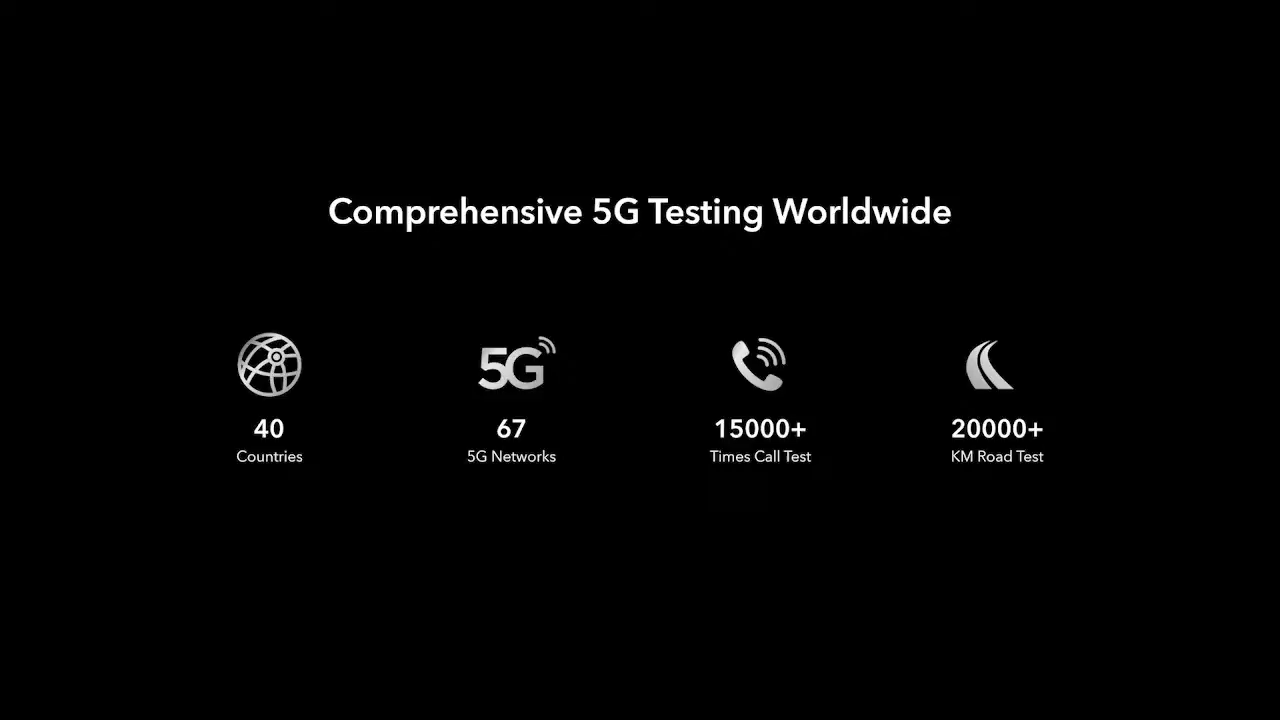 Comprehensive 5G Testing Worldwide
5G
40
Countries
67
5G Networks
15000+
Times Call Test
20000+
KM Road Test